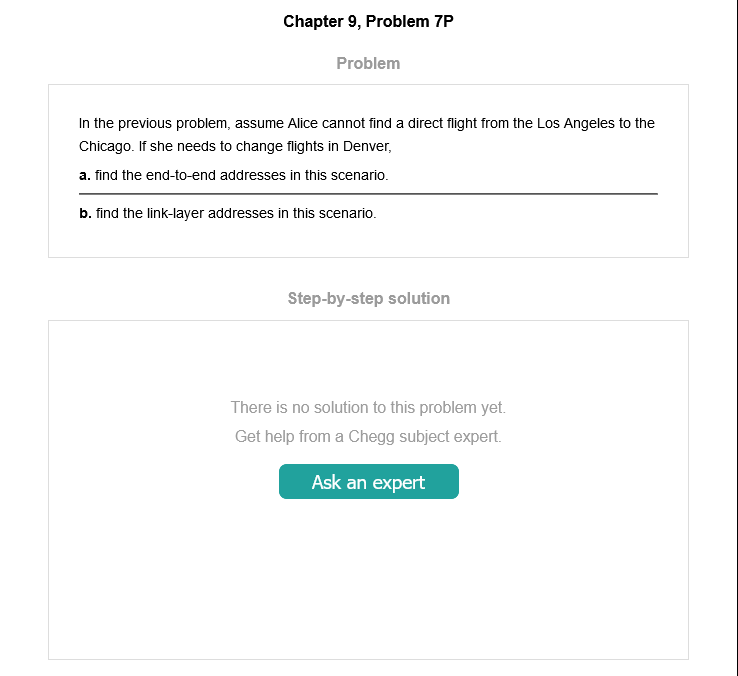 Chapter 9, Problem 7P
Problem
In the previous problem, assume Alice cannot find a direct flight from the Los Angeles to the
Chicago. If she needs to change flights in Denver,
a. find the end-to-end addresses in this scenario.
b. find the link-layer addresses in this scenario.
Step-by-step solution
There is no solution to this problem yet.
Get help from a Chegg subject expert.
Ask an expert